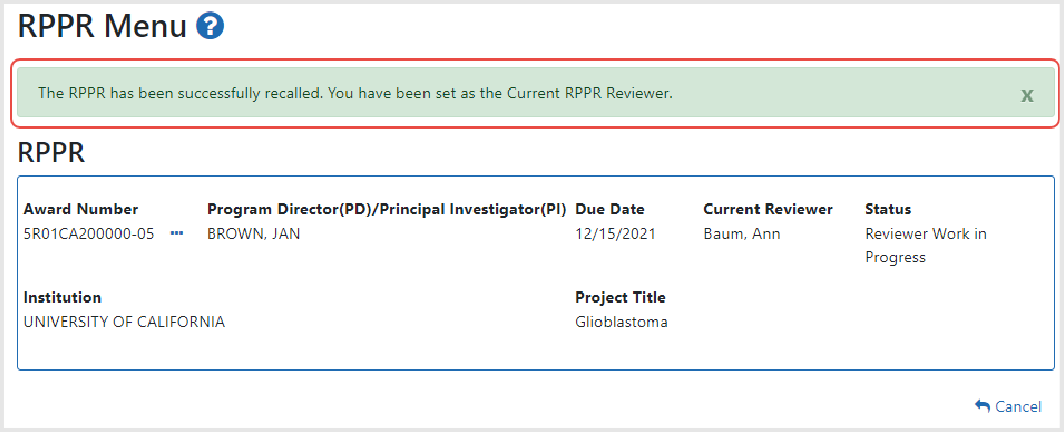 RPPR Menu ?
The RPPR has been successfully recalled. You have been set as the Current RPPR Reviewer. x
RPPR
Award Number Program Director(PD)/Principal Investigator(PI) Due Date Current Reviewer Status
5R01CA200000-05 ... BROWN, JAN 12/15/2021 Baum, Ann Reviewer Work in
Progress
Institution Project Title
UNIVERSITY OF CALIFORNIA Glioblastoma
Cancel